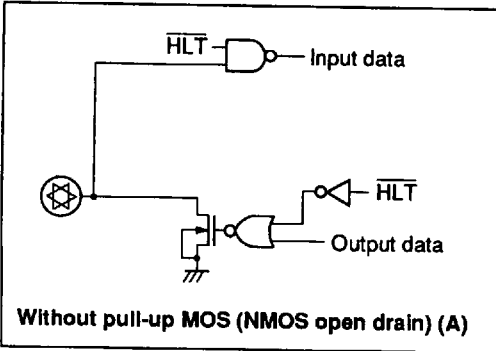 HLT
Input data
HLT
Output data
Without pull-up MOS (NMOS open drain) (A)